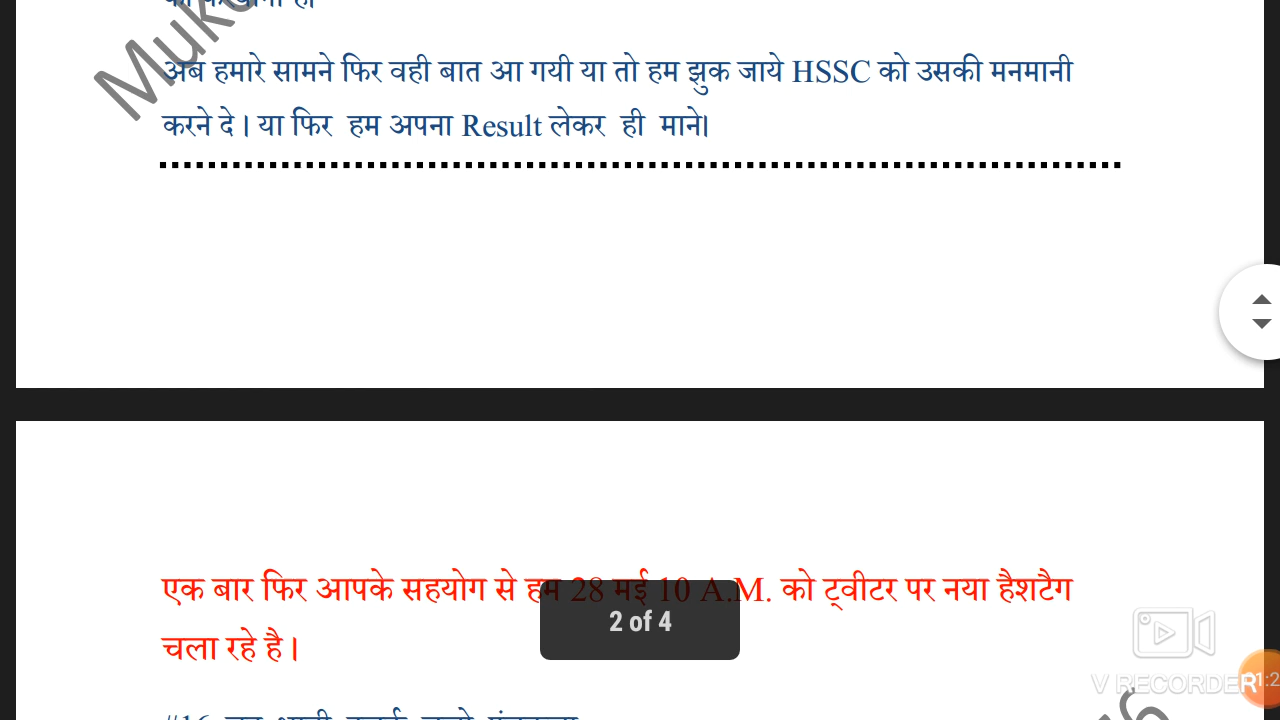 अब हमारे सामने फिर वही बात आ गयी या तो हम झुक जाये HSSC को उसकी मनमानी
करने दे। या फिर हम अपना Result लेकर ही माने।
एक बार फिर आपके सहयोग से हम 28 मई 10 A.M. को ट्वीटर पर नया हैशटैग
2 of 4
चला रहे है।
V RECORDER